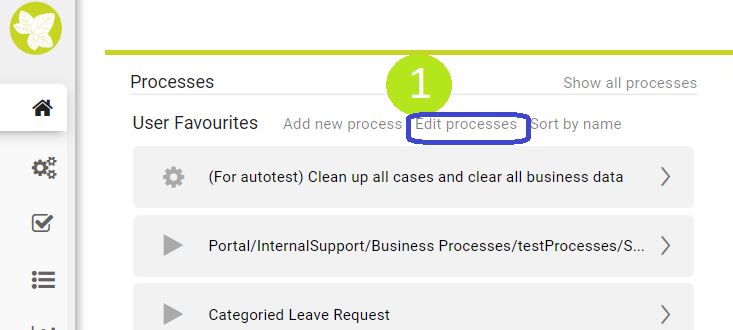 Processes Show all processes
1
User Favourites Add new process Edit processes Sort by name
(For autotest) Clean up all cases and clear all business data
Portal/InternalSupport/Business Processes/testProcesses/S...
Categoried Leave Request